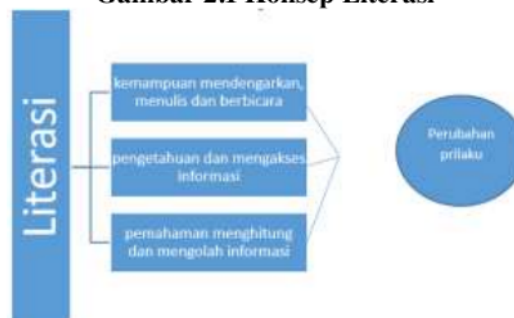 Gambar 2.1 Konsep Literasi
Literasi
kemampuan mendengarkan,
menulis dan berbicara
pengetahuan dan mengakses
informasi
pemahaman menghitung
dan mengolah informasi
Perubahan
prilaku